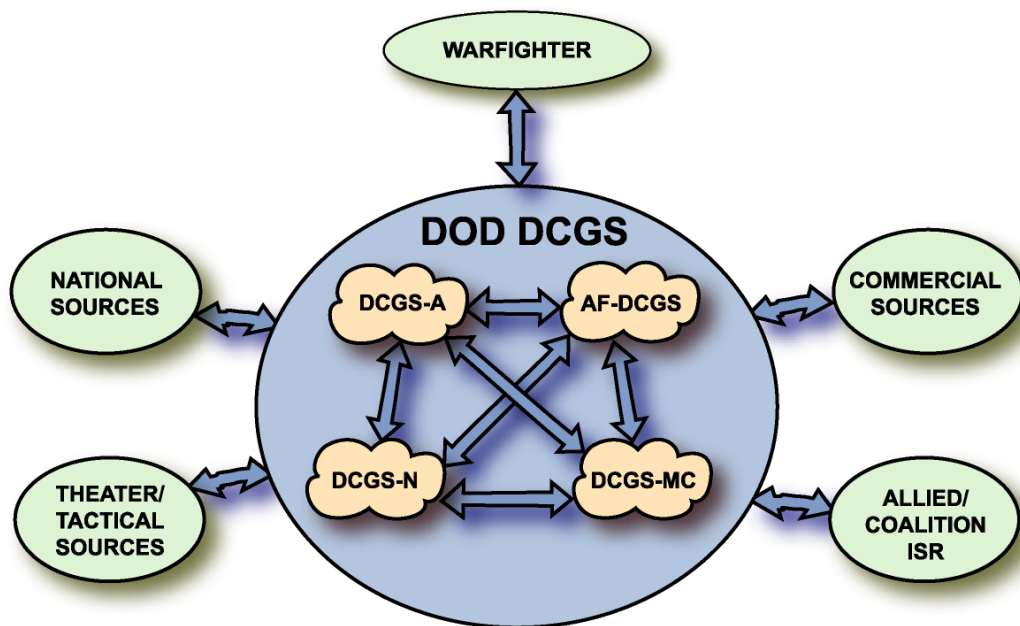 WARFIGHTER
DOD DCGS
NATIONAL
SOURCES
COMMERCIAL
SOURCES
DCGS-A
AF-DCGS
DCGS-N
DCGS-MC
THEATER/
TACTICAL
SOURCES
ALLIED/
COALITION
ISR